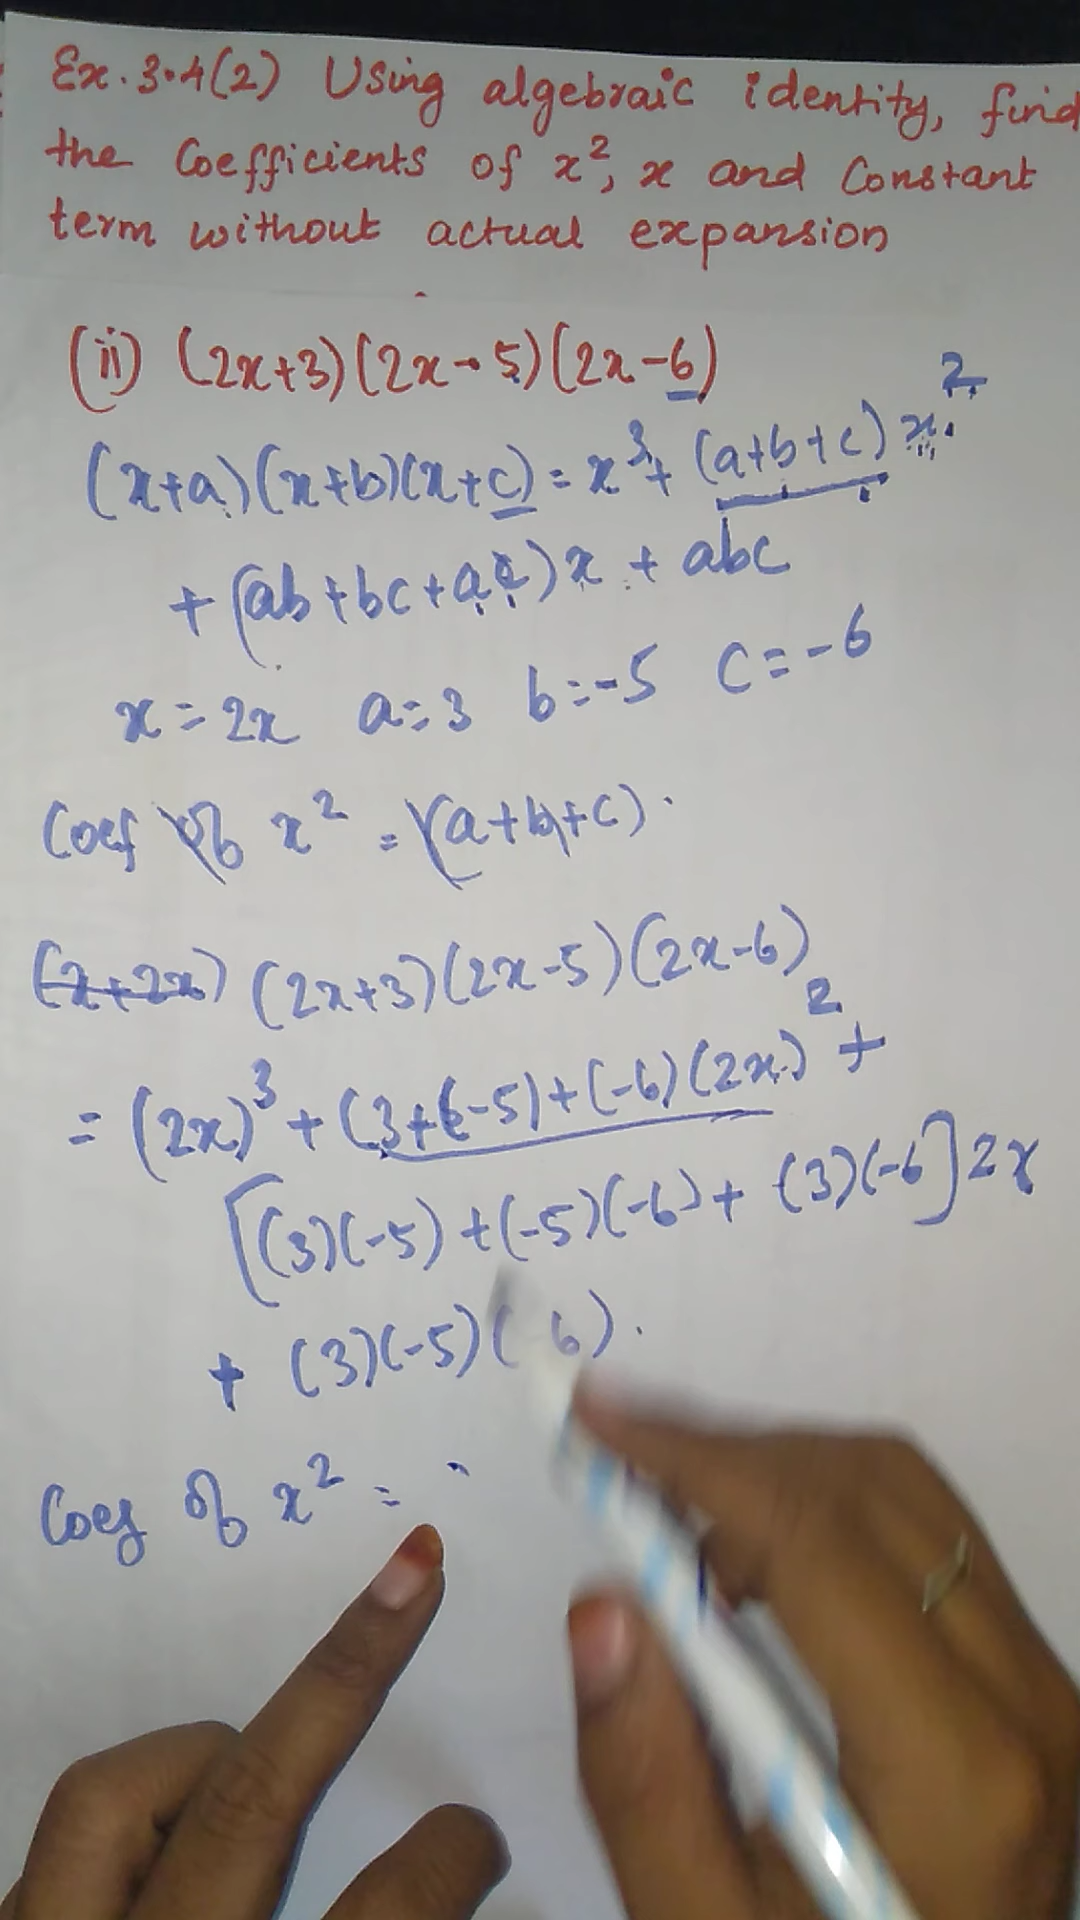 Ex. 3.4(2) Using algebraic identity, find
the Coefficients of x², x and Constant
term without actual expansion
(ii) (2x+3)(2x-5)(2x-6)
(x+a)(x+b)(x+c) = x³ + (a+b+c) x²
+ (ab+bc+ac)x + abc
x = 2x a=3 b=-5 C=-6
Coef of x² = (a+b+c).
(x+2x) (2x+3)(2x-5)(2x-6)
= (2x)³ + (3+(-5)+(-6)(2x)² +
[(3)(-5) + (-5)(-6) + (3)(-6] 2x
+ (3)(-5)( 6).
Coef of x² =